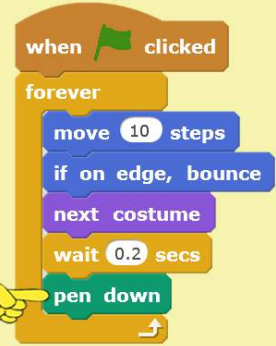 when clicked
forever
move 10 steps
if on edge, bounce
next costume
wait 0.2 secs
pen down